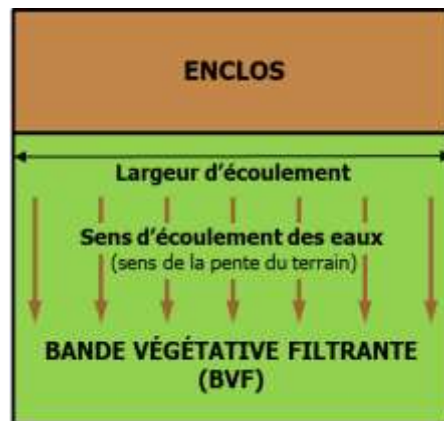 ENCLOS
Largeur d'écoulement
Sens d'écoulement des eaux
(sens de la pente du terrain)
BANDE VÉGÉTATIVE FILTRANTE
(BVF)